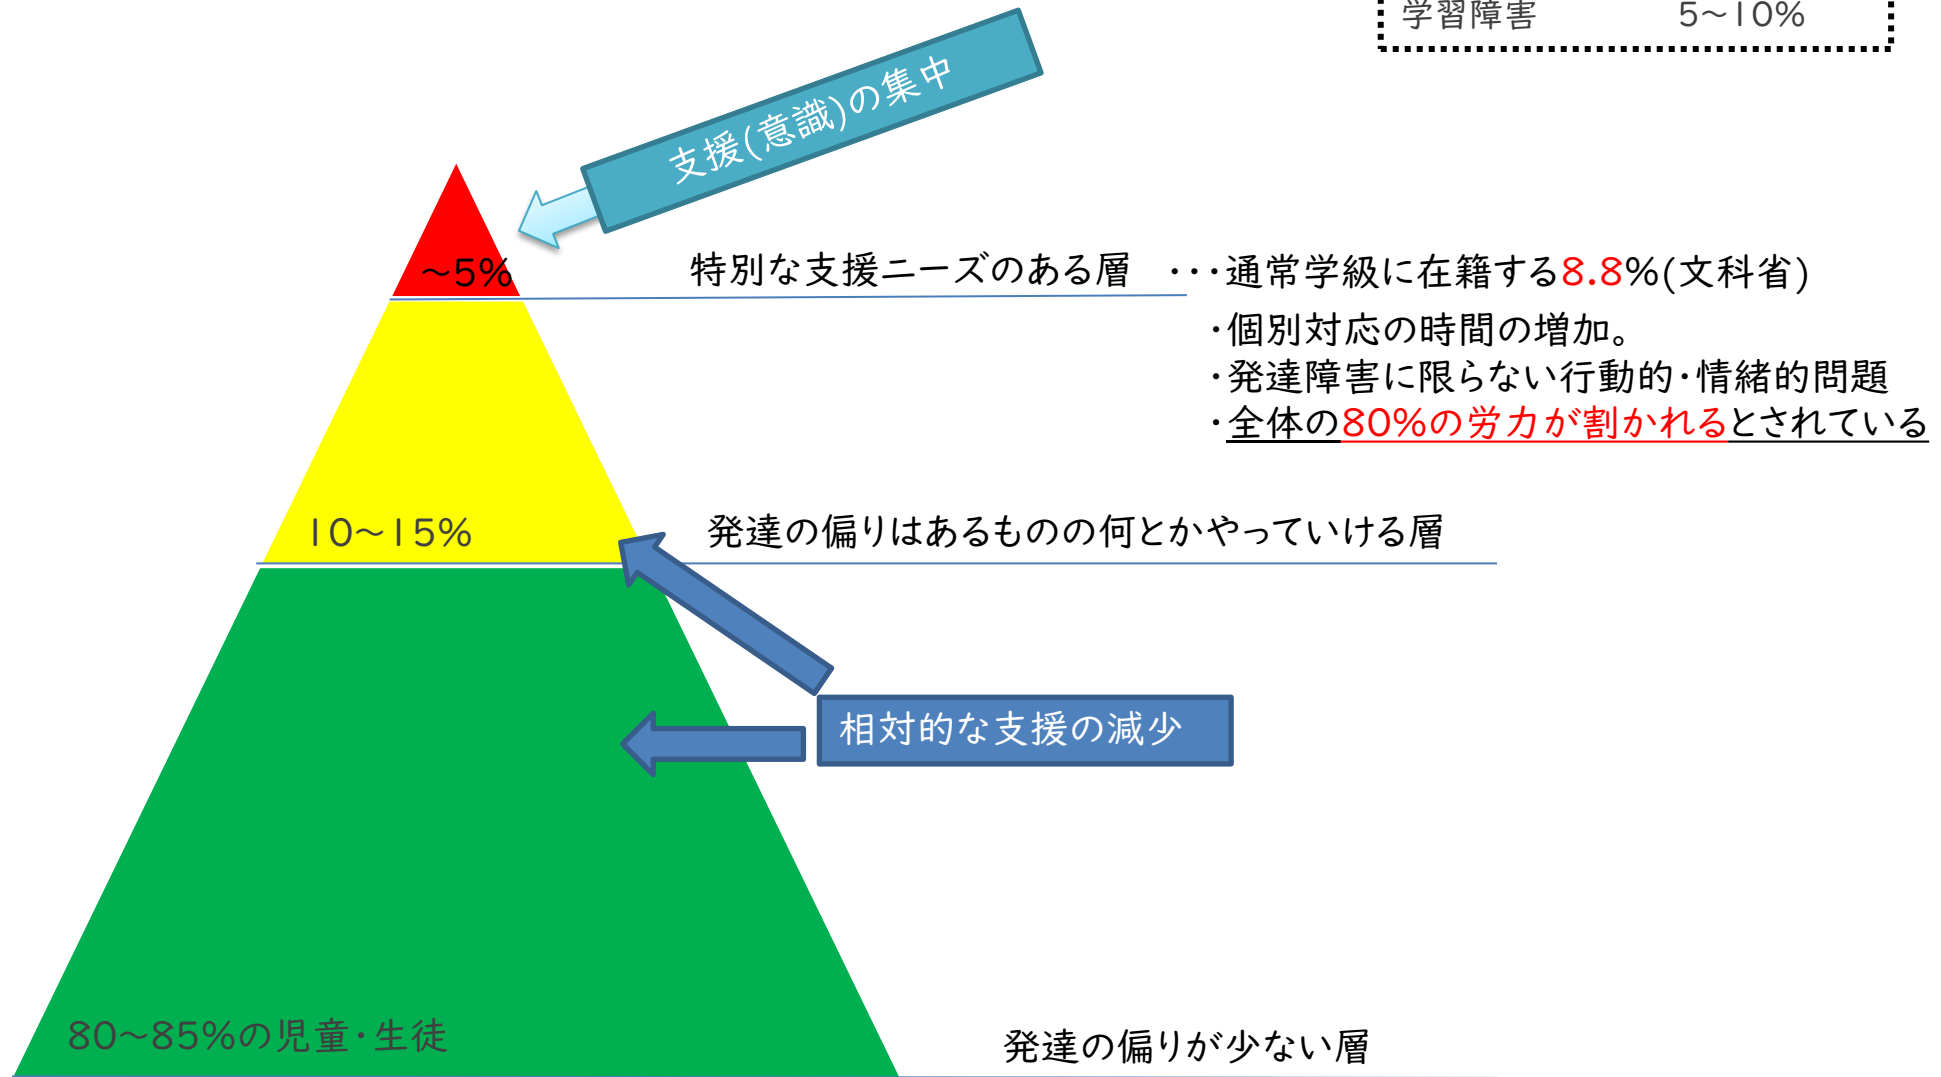 学習障害 5～10%
支援(意識)の集中
～5%
特別な支援ニーズのある層 ・・・通常学級に在籍する8.8%(文科省)
・個別対応の時間の増加。
・発達障害に限らない行動的・情緒的問題
・全体の80%の労力が割かれるとされている
10～15%
発達の偏りはあるものの何とかやっていける層
相対的な支援の減少
80～85%の児童・生徒
発達の偏りが少ない層